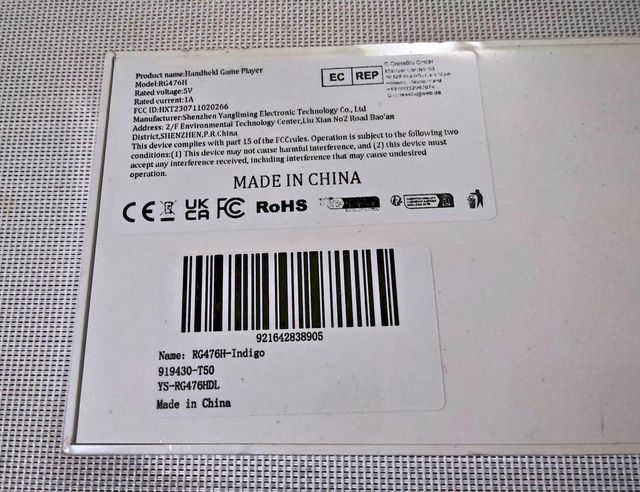 Product name:Handheld Game Player
Model:RG476H
Rated voltage:5V
Rated current:1A
FCC ID:HXT230711020266
Manufacturer:Shenzhen Yanglining Electronic Technology Co., Ltd
Address: 2/F Environmental Technology Center,Liu Xian No2 Road Bao'an
District,SHENZHEN,P.R.China
This device complies with part 15 of the FCCrules. Operation is subject to the following two
conditions:(1) This device may not cause harmful interference, and (2) this device must
accept any interference received, including interference that may cause undesired
operation.
EC REP
MADE IN CHINA
CE UK CA FC RoHS
921642838905
Name: RG476H-Indigo
919430-T50
YS-RG476HDL
Made in China